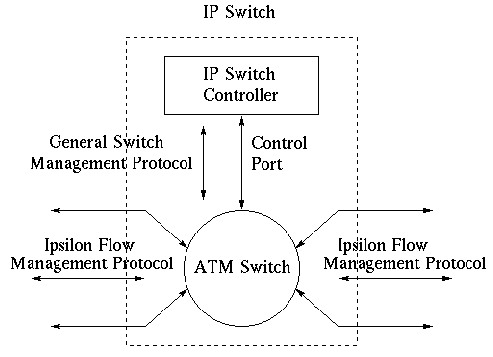 IP Switch
IP Switch
Controller
General Switch
Management Protocol
Control
Port
Ipsilon Flow
Management Protocol
ATM Switch
Ipsilon Flow
Management Protocol